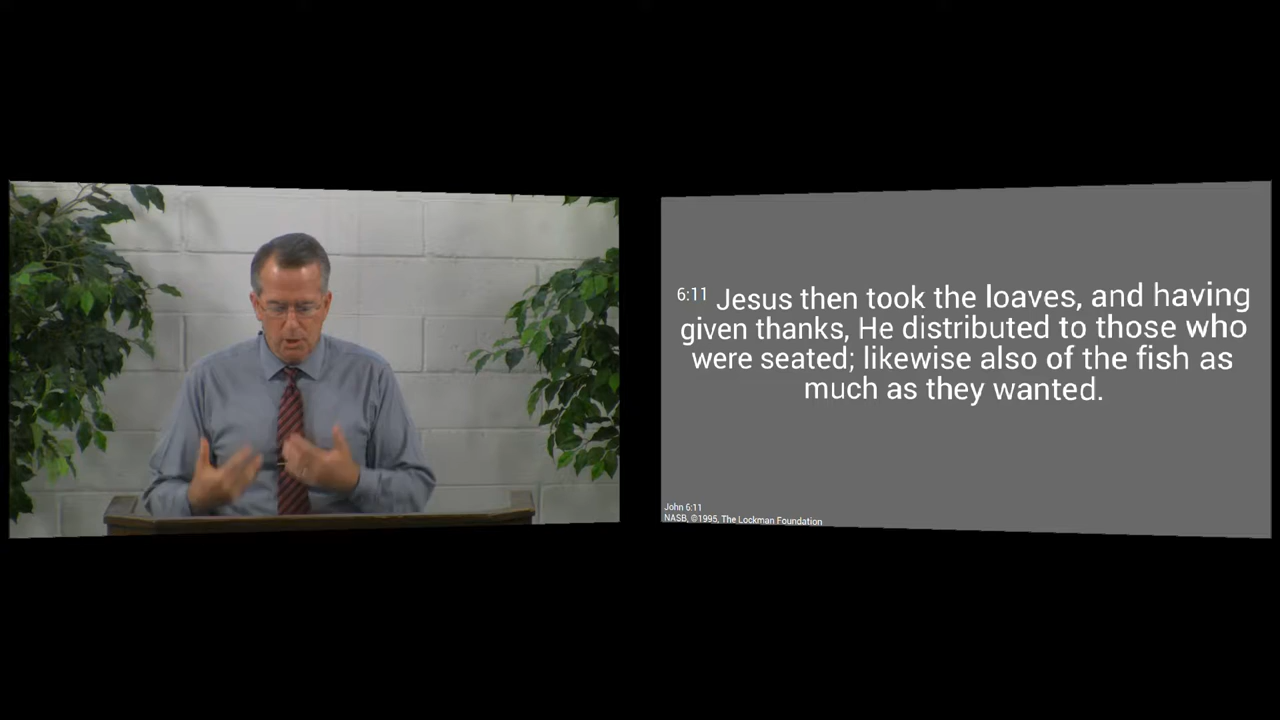 6:11 Jesus then took the loaves, and having
given thanks, He distributed to those who
were seated; likewise also of the fish as
much as they wanted.
John 6:11
NASB, ©1995, The Lockman Foundation